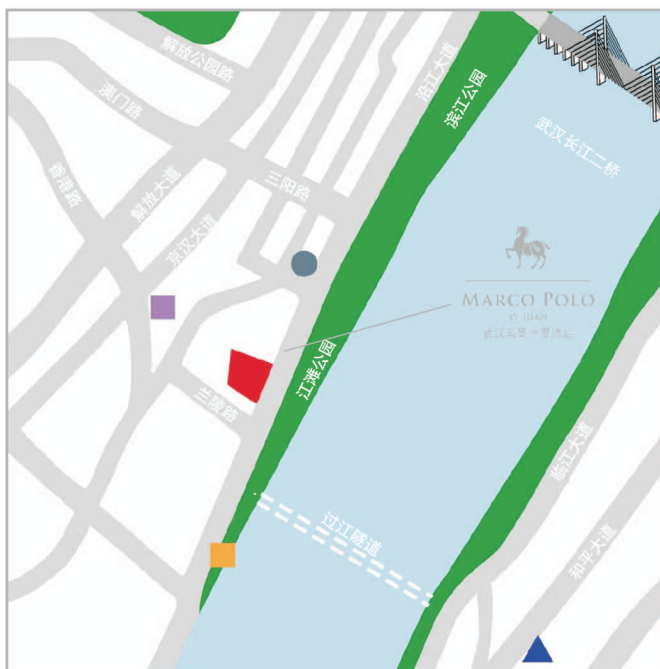 解放公园路
澳门路
香港路
解放大道
京汉大道
三阳路
沿江大道
滨江公园
武汉长江二桥
MARCO POLO
WUHAN
武汉马哥孛罗酒店
江滩公园
兰陵路
临江大道
过江隧道
和平大道